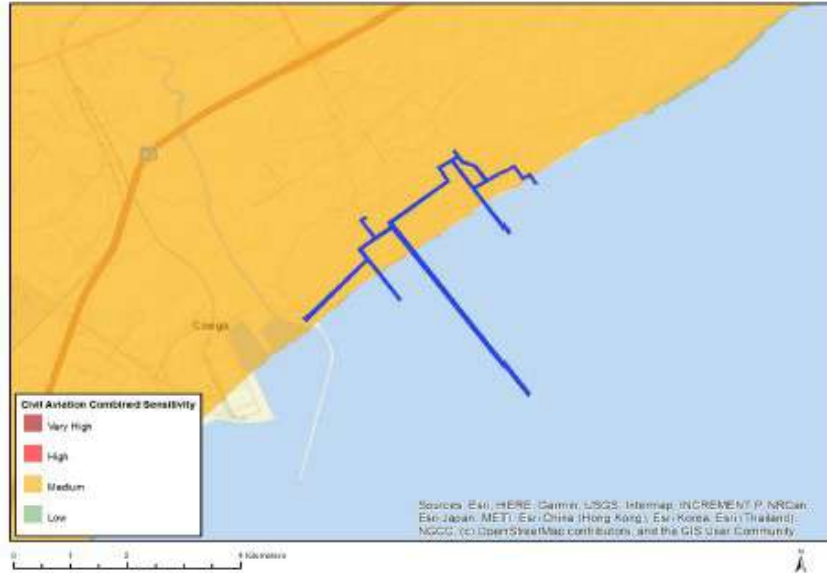 Coega
Civil Aviation Combined Sensitivity
Very High
High
Medium
Low
Sources: Esri, HERE, Garmin, USGS, Intermap, INCREMENT P, NRCan,
Esri Japan, METI, Esri China (Hong Kong), Esri Korea, Esri (Thailand),
NGCC, (c) OpenStreetMap contributors, and the GIS User Community
0 1 2 4 Kilometers
N